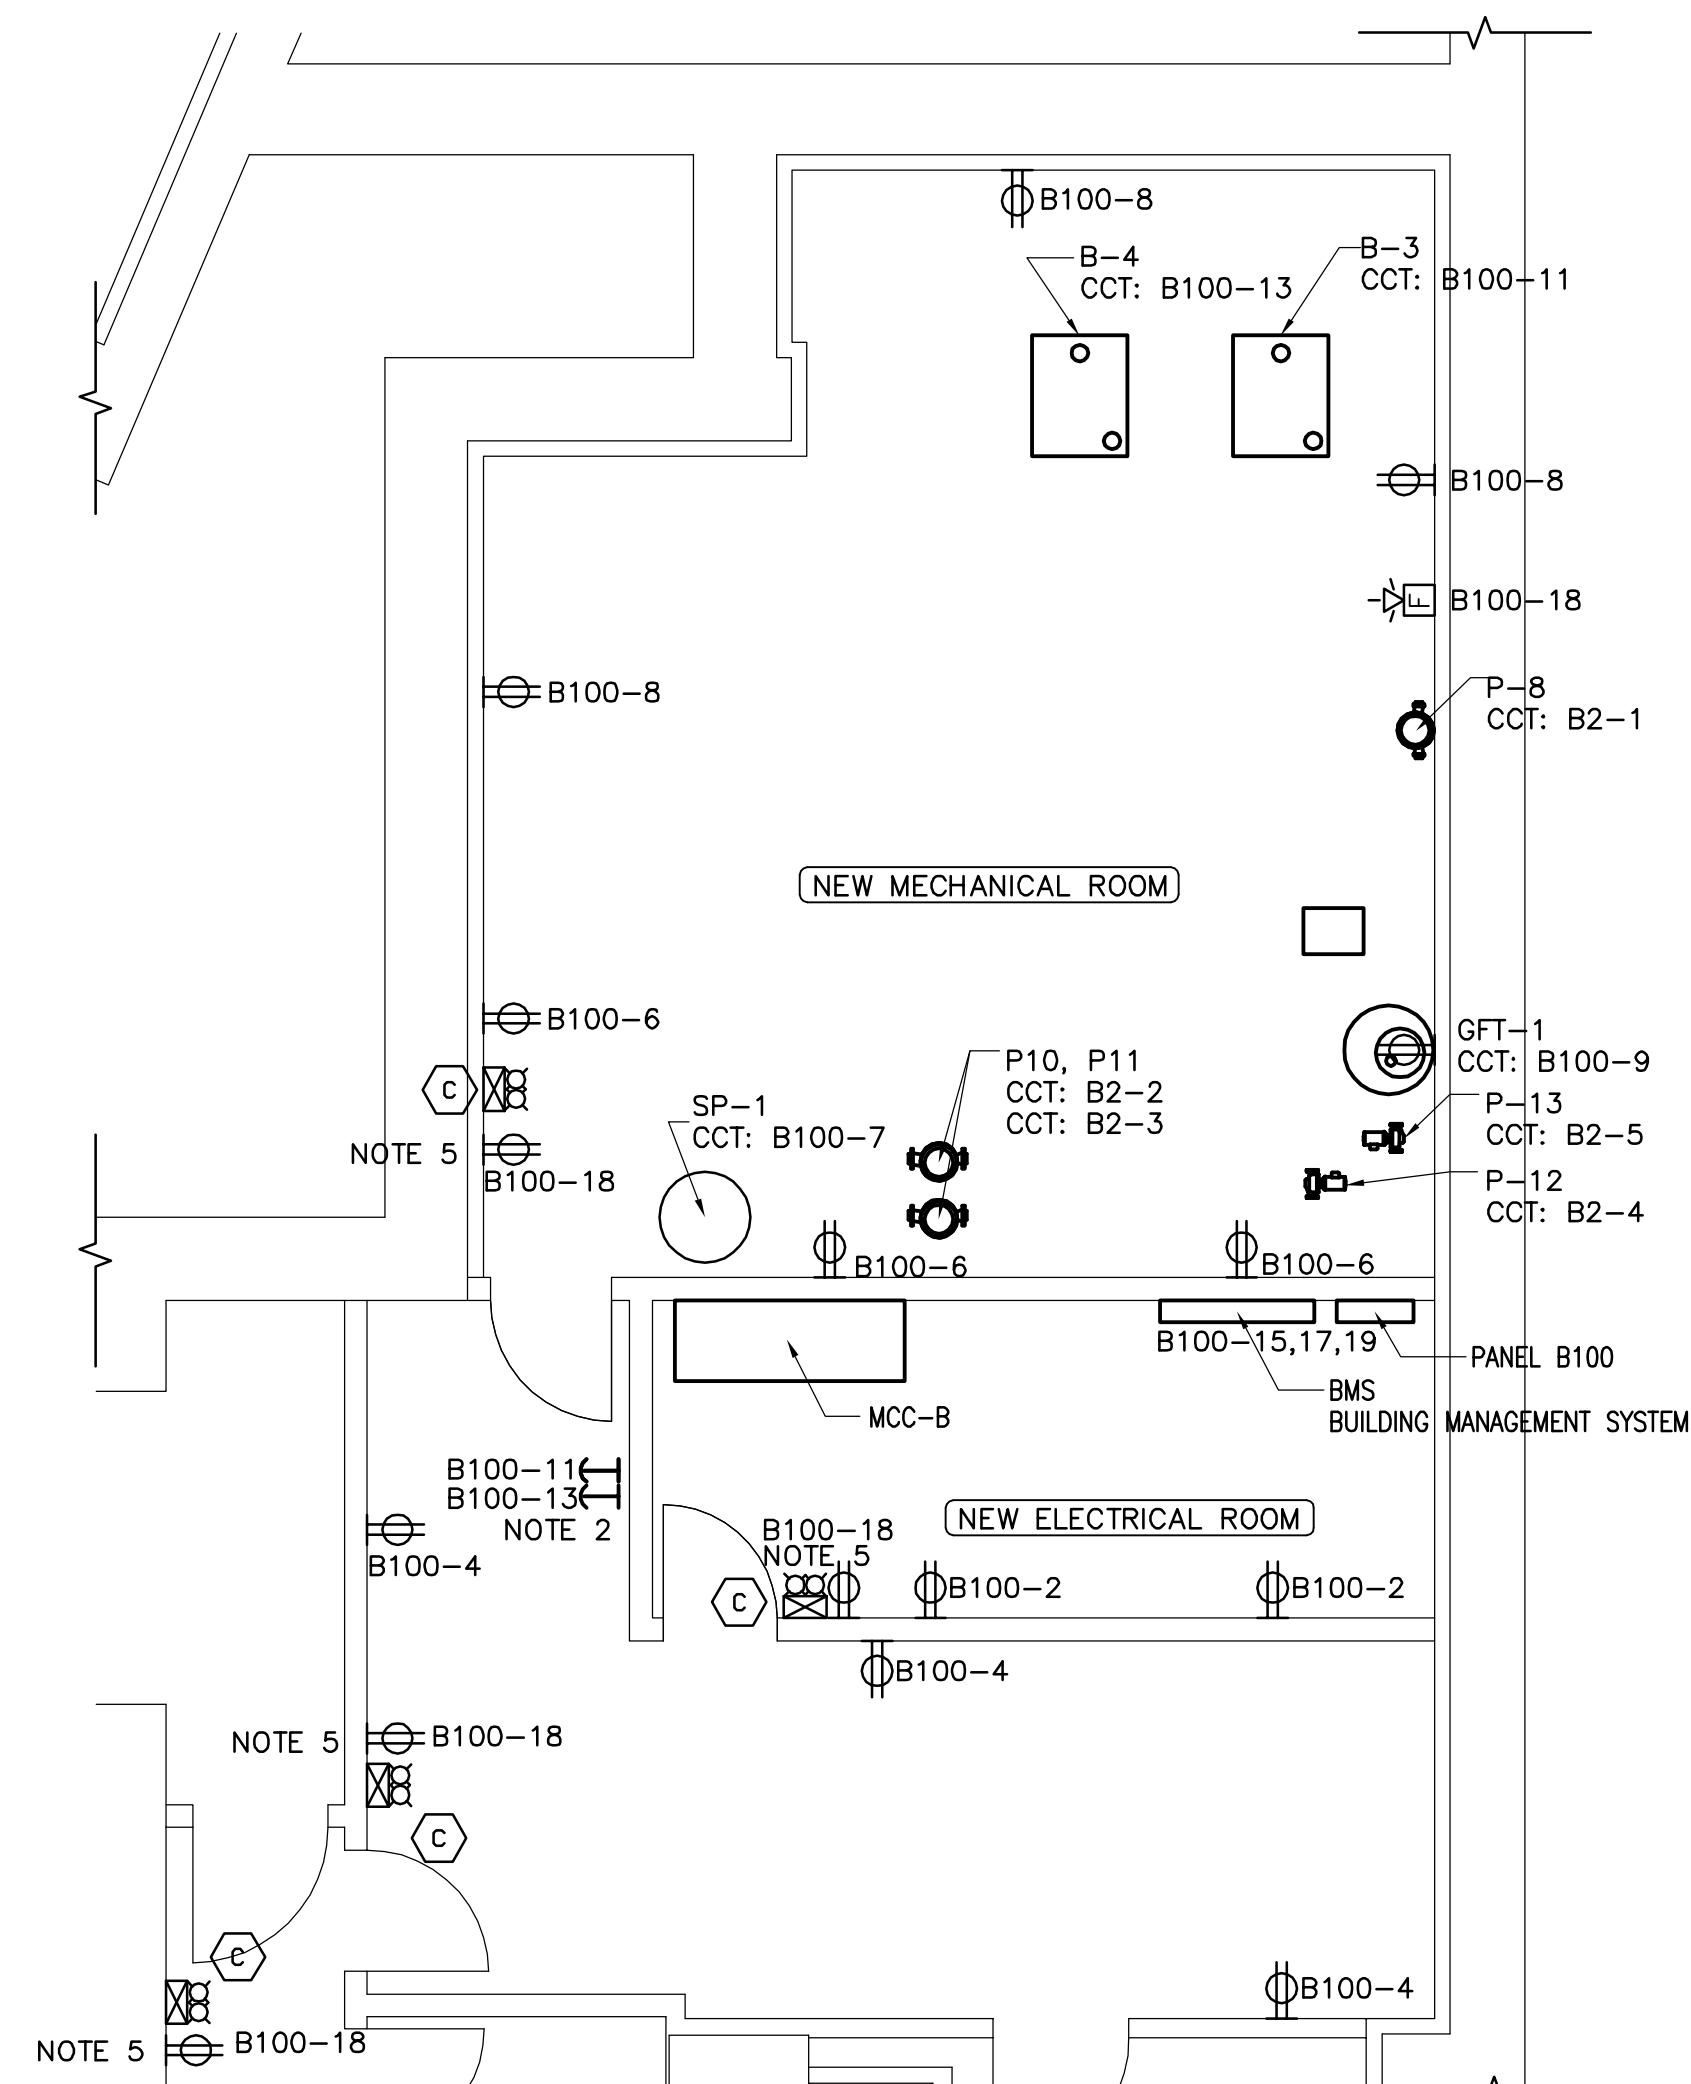 B100-8
B-4
CCT: B100-13
B-3
CCT: B100-11
B100-8
F
B100-18
B100-8
P-8
CCT: B2-1
NEW MECHANICAL ROOM
B100-6
C
NOTE 5
B100-18
SP-1
CCT: B100-7
P10, P11
CCT: B2-2
CCT: B2-3
GFT-1
CCT: B100-9
P-13
CCT: B2-5
P-12
CCT: B2-4
B100-6
B100-6
B100-15,17,19
PANEL B100
BMS
BUILDING MANAGEMENT SYSTEM
MCC-B
B100-11
B100-13
NOTE 2
B100-4
NEW ELECTRICAL ROOM
B100-18
NOTE 5
C
B100-2
B100-2
B100-4
NOTE 5
B100-18
C
C
B100-4
NOTE 5
B100-18